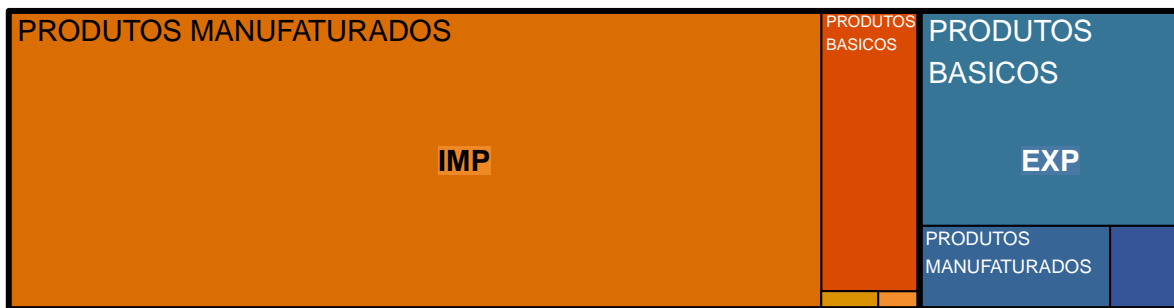 PRODUTOS MANUFATURADOS
IMP
PRODUTOS
BASICOS
PRODUTOS
BASICOS
EXP
PRODUTOS
MANUFATURADOS